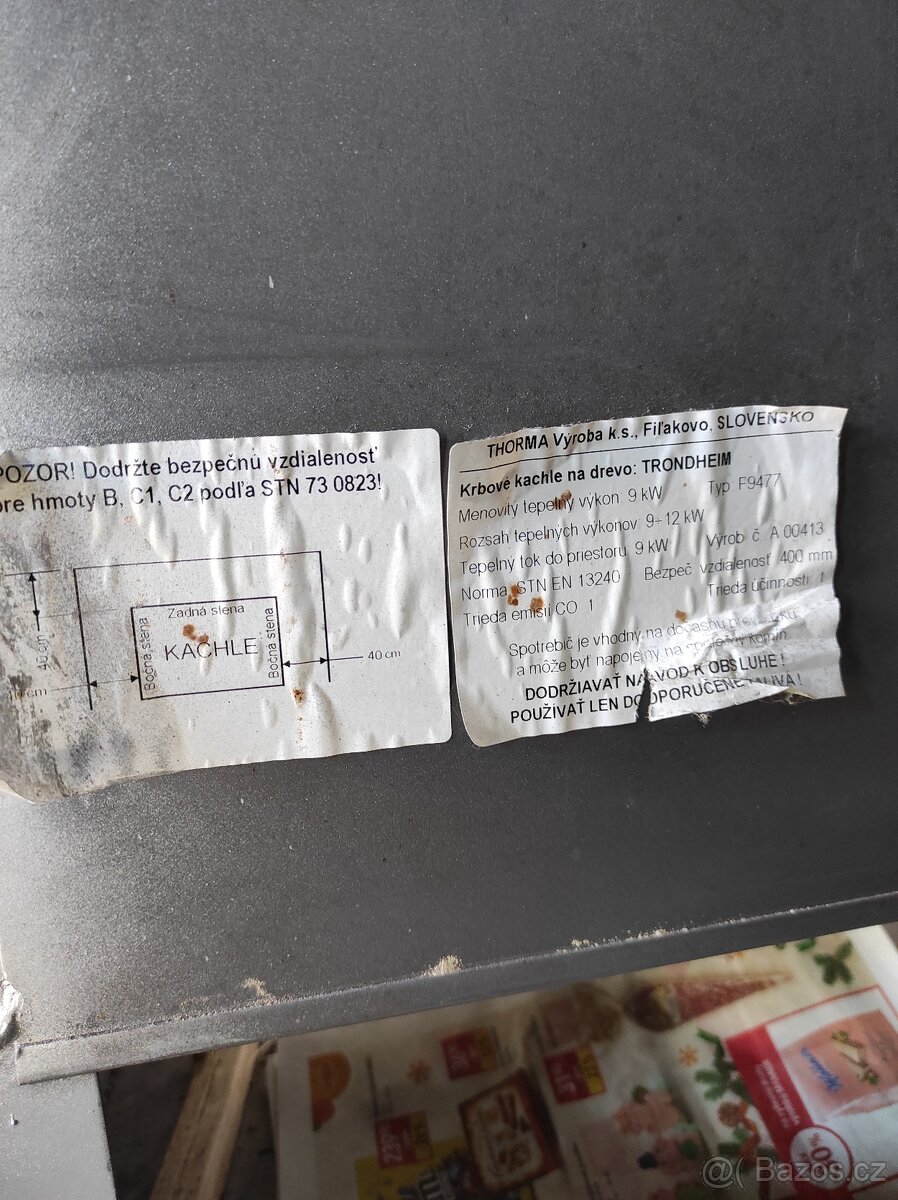 POZOR! Dodržte bezpečnú vzdialenosť
pre hmoty B, C1, C2 podľa STN 73 0823!
Zadná stena
Bočná stena
KACHLE
Bočná stena
40 cm
40 cm
cm
THORMA Výroba k.s., Fiľakovo, SLOVENSKO
Krbové kachle na drevo: TRONDHEIM
Menovitý tepelný výkon 9 kW Typ F9477
Rozsah tepelných výkonov: 9-12 kW
Tepelný tok do priestoru: 9 kW Výrob č. A 00413
Norma: STN EN 13240 Bezpeč vzdialenosť 400 mm
Trieda emisií CO 1 Trieda účinnosti: 1
Spotrebič je vhodný na
a môže byť napojený na komín
DODRŽIAVAŤ NÁVOD K OBSLUHE!
POUŽÍVAŤ LEN DOPORUČENÉ PALIVÁ!
@( Bazos.cz